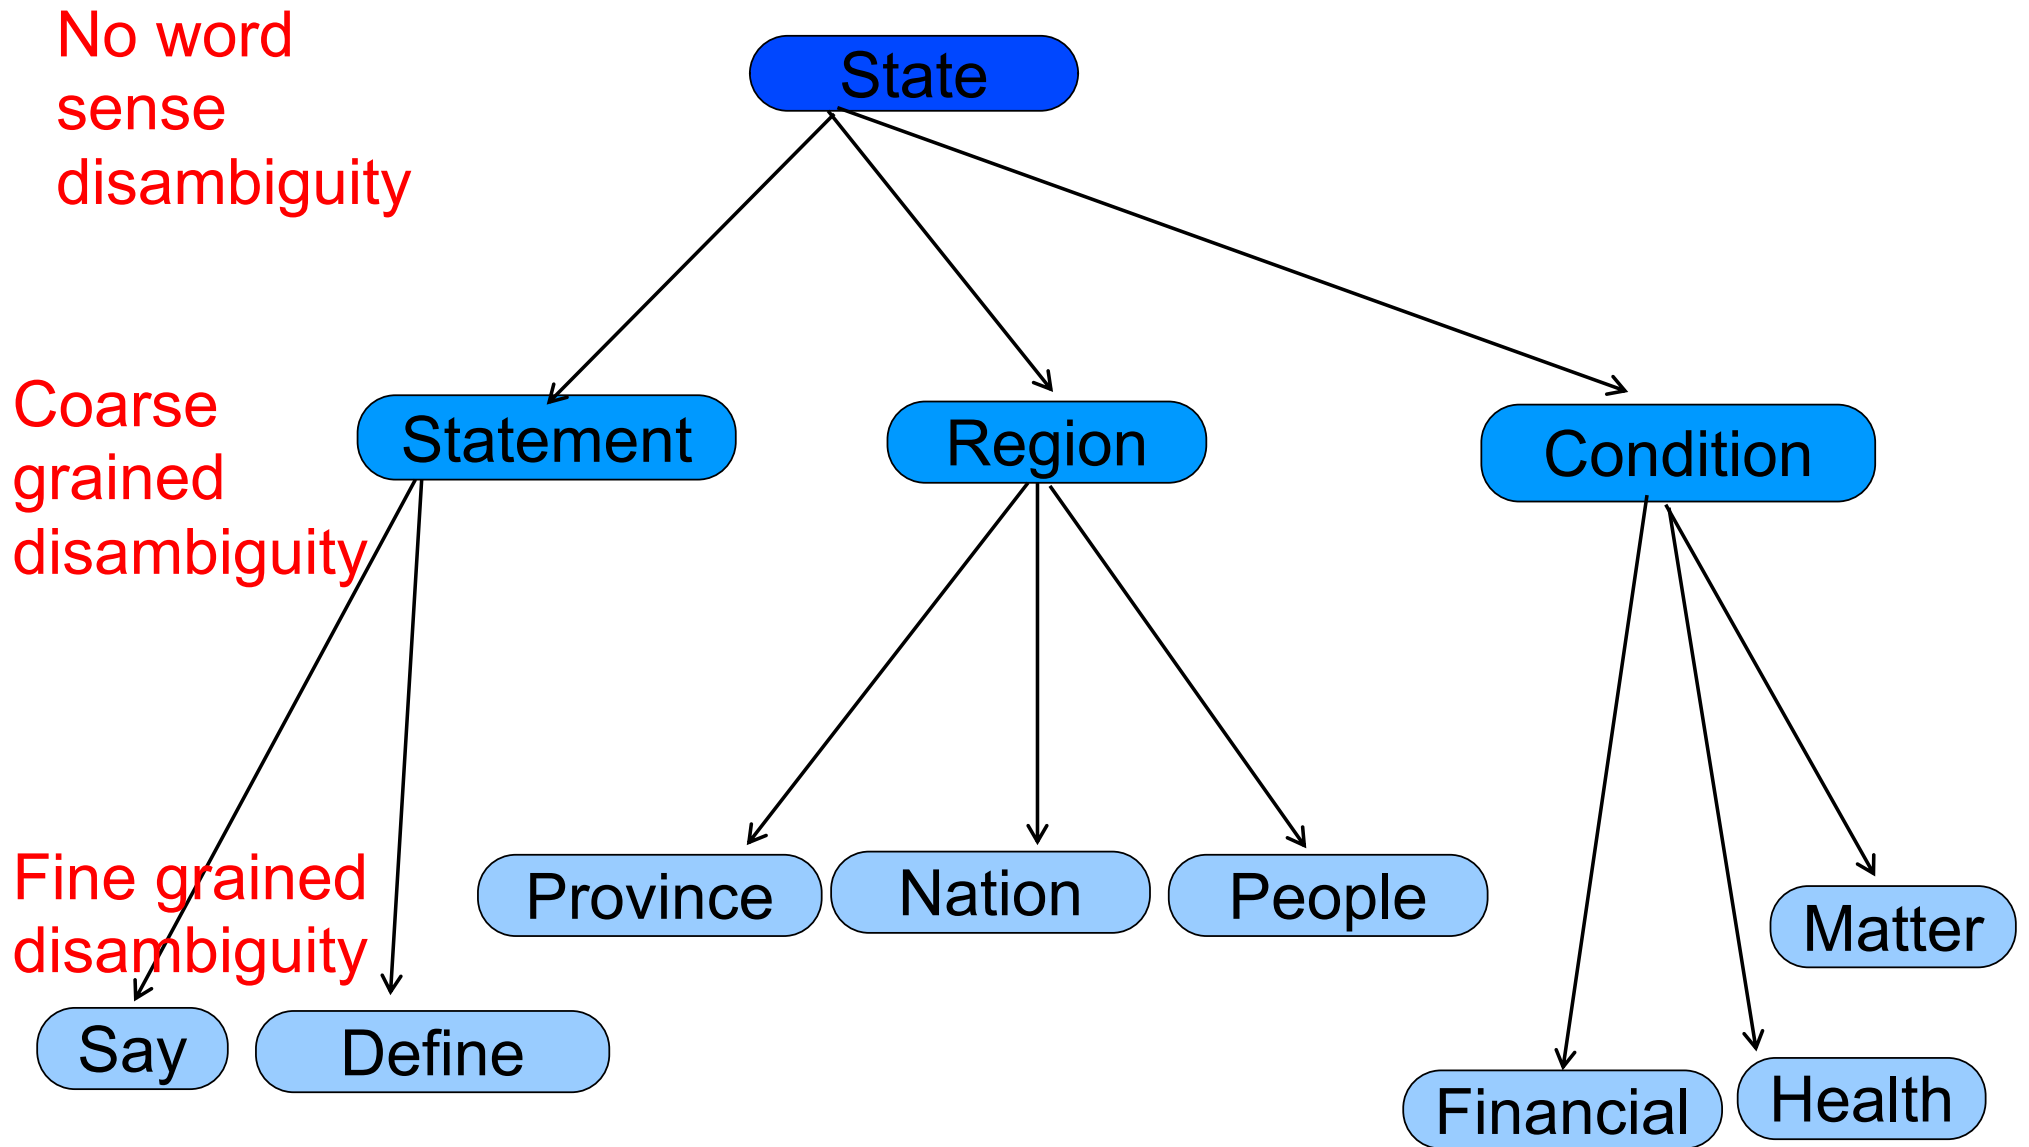 No word
sense
disambiguity
State
Coarse
grained
disambiguity
Statement
Region
Condition
Fine grained
disambiguity
Province
Nation
People
Matter
Say
Define
Financial
Health